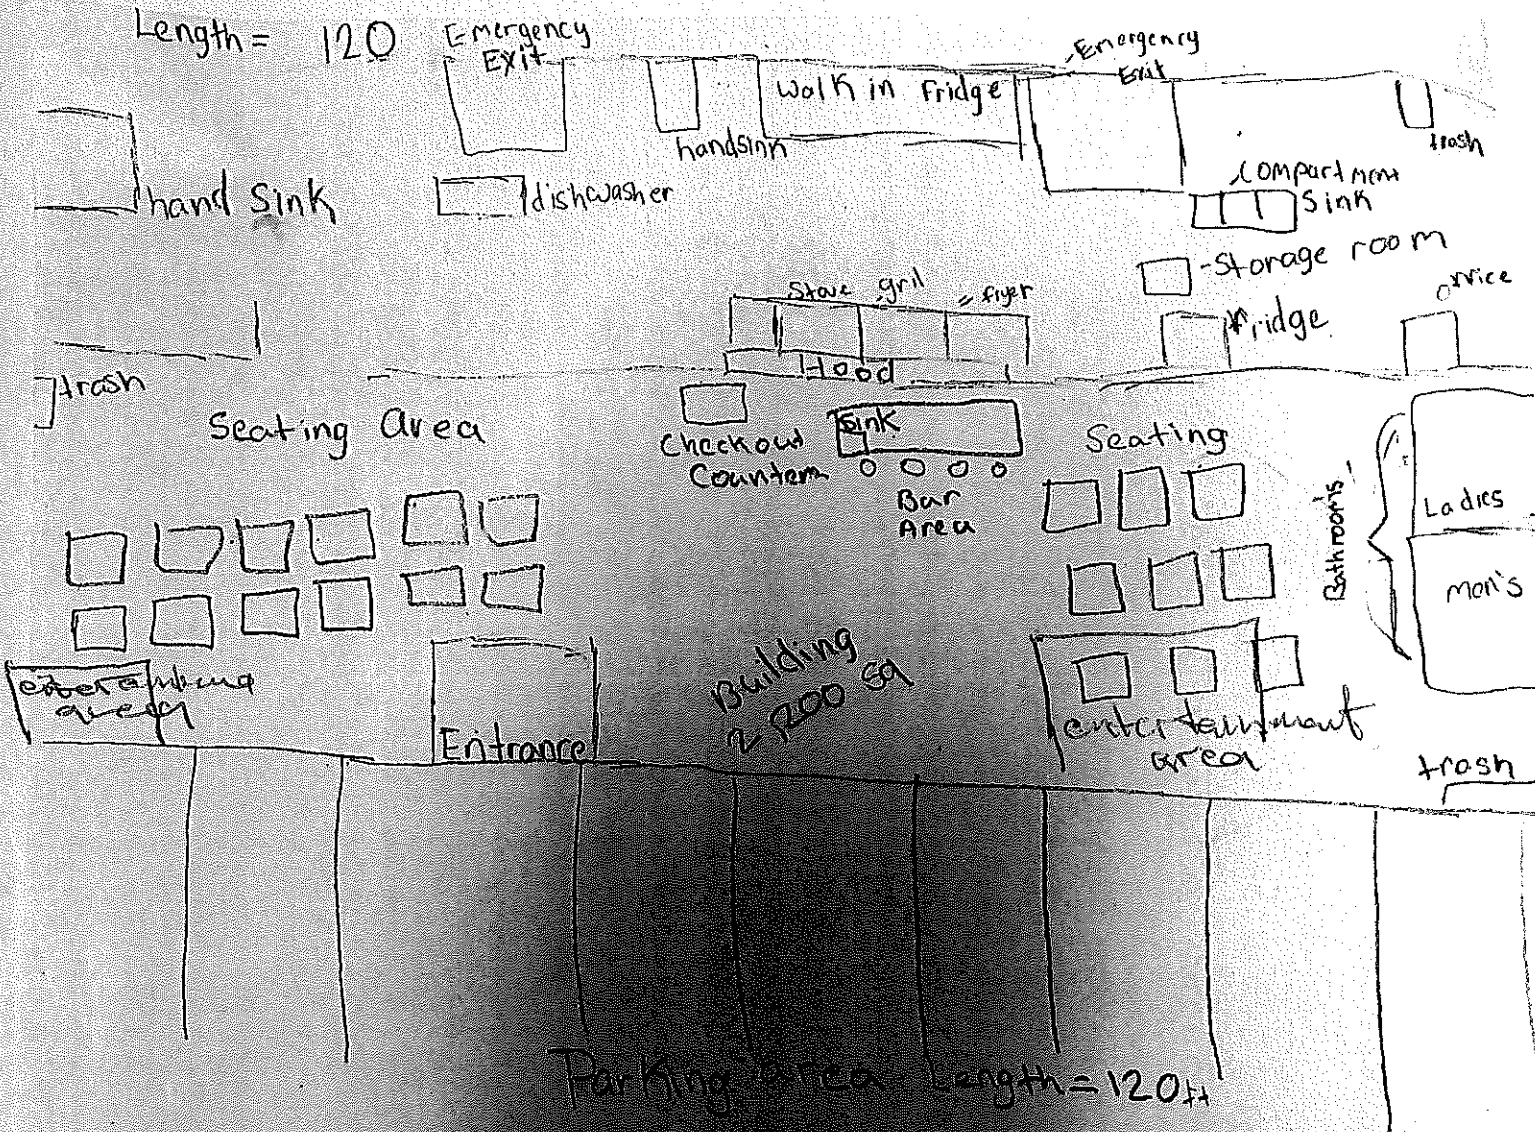 Length = 120
Emergency
Exit
Walk in Fridge
-Emergency
Exit
trash
handsink
hand Sink
dishwasher
compartment
Sink
-Storage room
Stove gril
fryer
Fridge
trash
Hood
Seating Area
Checkout
Sink
Seating
Bar
Area
Bathrooms
Ladies
Men's
Building
Entrance
entertainment
area
area
trash
Parking area Length = 120ft